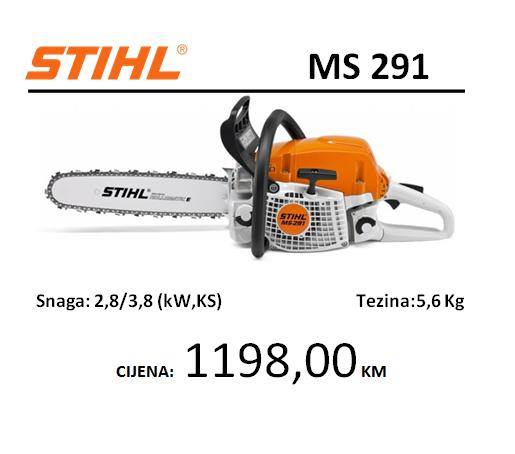 STIHL® MS 291
STIHL
E
STIHL
MS 291
Snaga: 2,8/3,8 (kW,KS) Tezina:5,6 Kg
CIJENA: 1198,00 KM